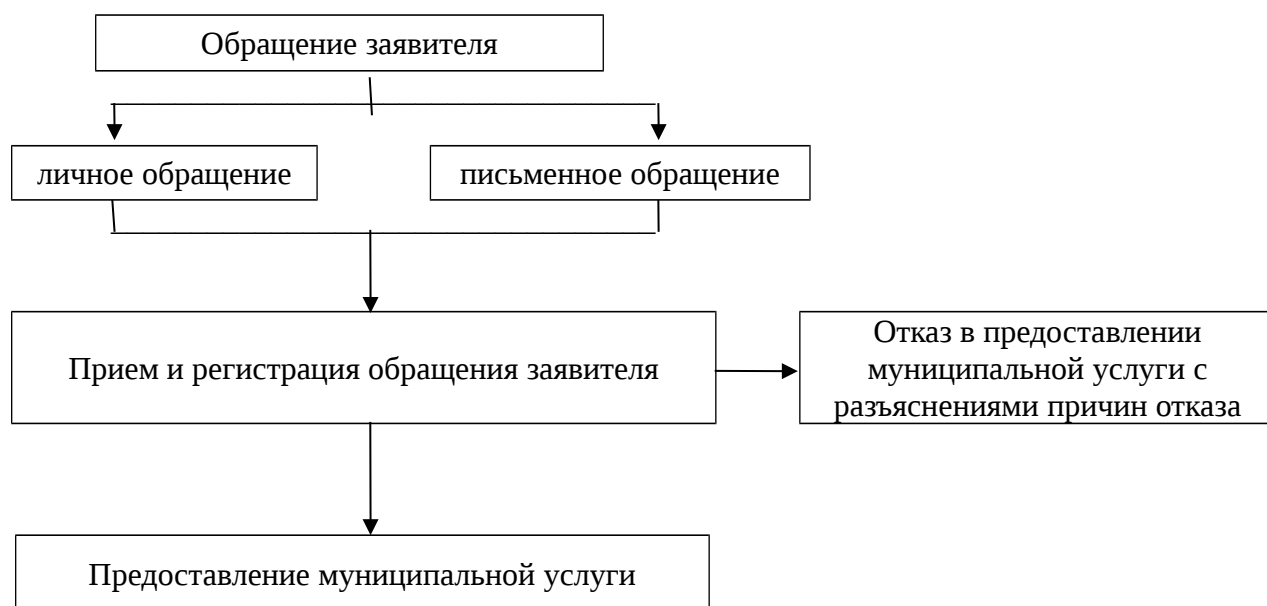 Обращение заявителя
личное обращение
письменное обращение
Прием и регистрация обращения заявителя
Отказ в предоставлении
муниципальной услуги с
разъяснениями причин отказа
Предоставление муниципальной услуги